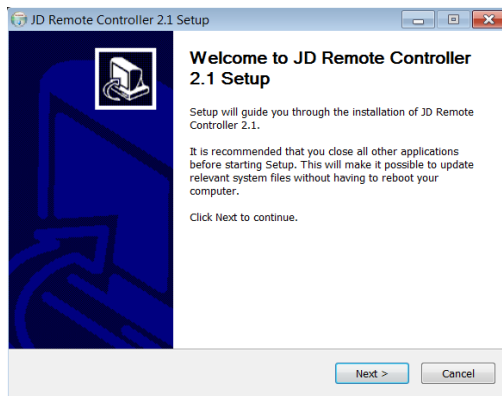 JD Remote Controller 2.1 Setup
Welcome to JD Remote Controller
2.1 Setup
Setup will guide you through the installation of JD Remote
Controller 2.1.
It is recommended that you close all other applications
before starting Setup. This will make it possible to update
relevant system files without having to reboot your
computer.
Click Next to continue.
Next >
Cancel